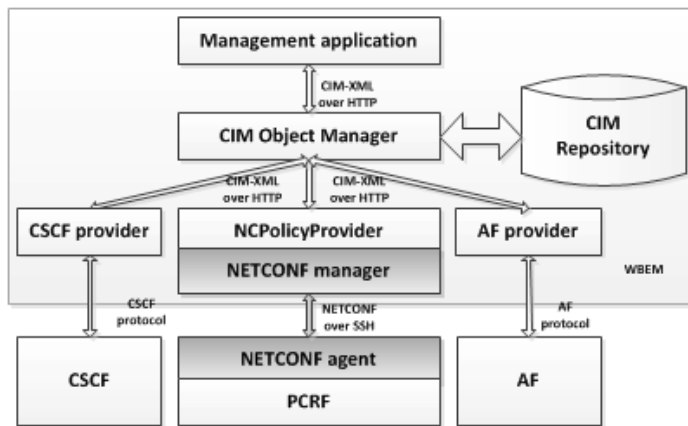 Management application
CIM-XML
over HTTP
CIM Object Manager
CIM
Repository
CIM-XML
over HTTP
CIM-XML
over HTTP
CSCF provider
NCPolicyProvider
AF provider
NETCONF manager
WBEM
CSCF
protocol
NETCONF
over SSH
AF
protocol
CSCF
NETCONF agent
AF
PCRF